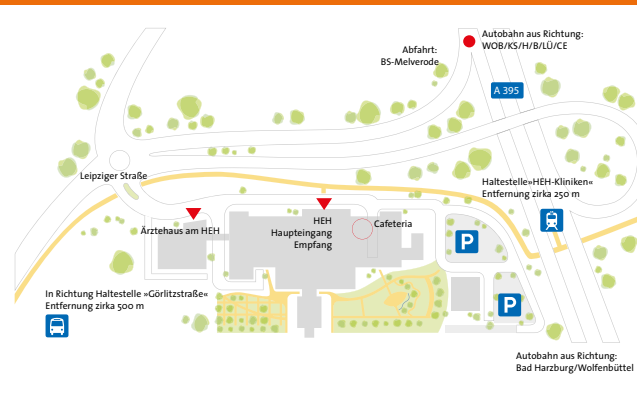 Autobahn aus Richtung:
WOB/KS/H/B/LÜ/CE
Abfahrt:
BS-Melverode
A 395
Leipziger Straße
Haltestelle»HEH-Kliniken«
Entfernung zirka 250 m
Ärztehaus am HEH
HEH
Haupteingang
Empfang
Cafeteria
P
In Richtung Haltestelle »Görlitzstraße«
Entfernung zirka 500 m
P
Autobahn aus Richtung:
Bad Harzburg/Wolfenbüttel